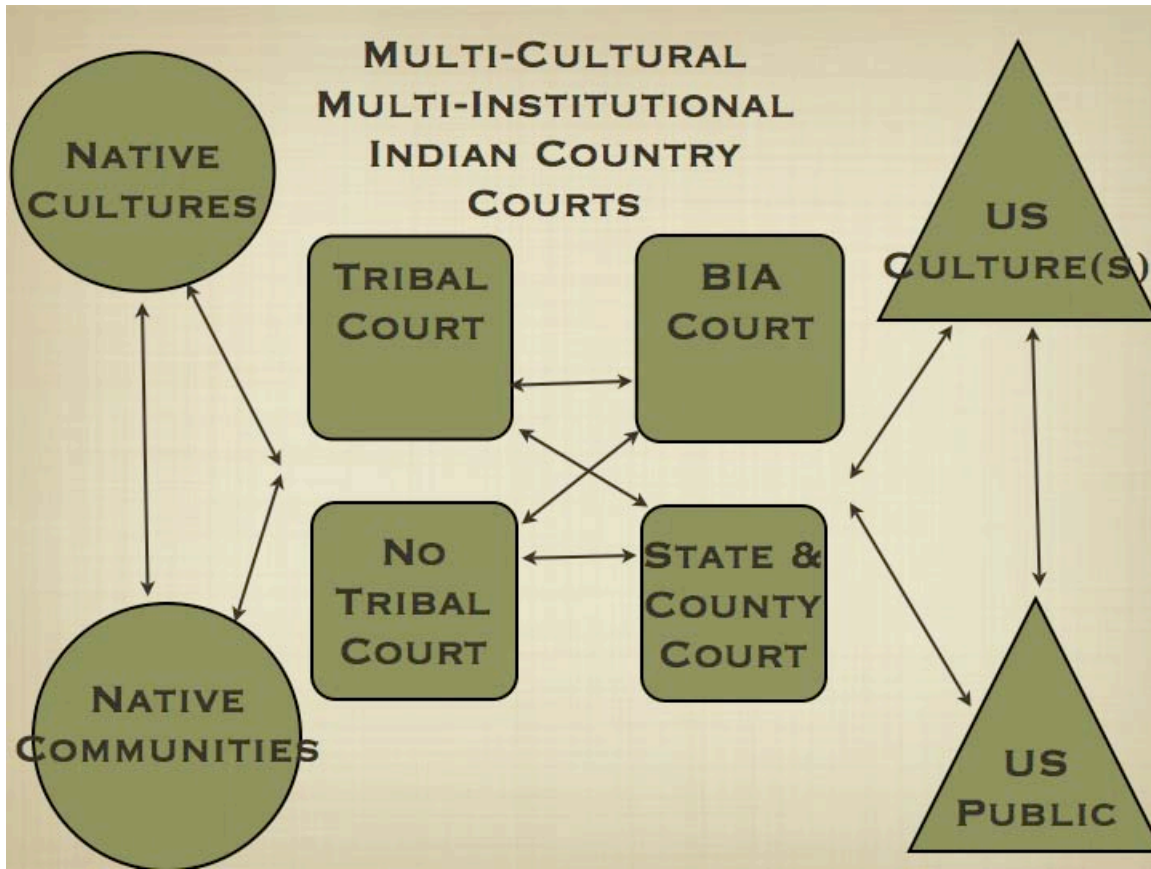 Multi-Cultural
Multi-Institutional
Indian Country
Courts
Native
Cultures
Tribal
Court
BIA
Court
US
Culture(s)
No
Tribal
Court
State &
County
Court
Native
Communities
US
Public